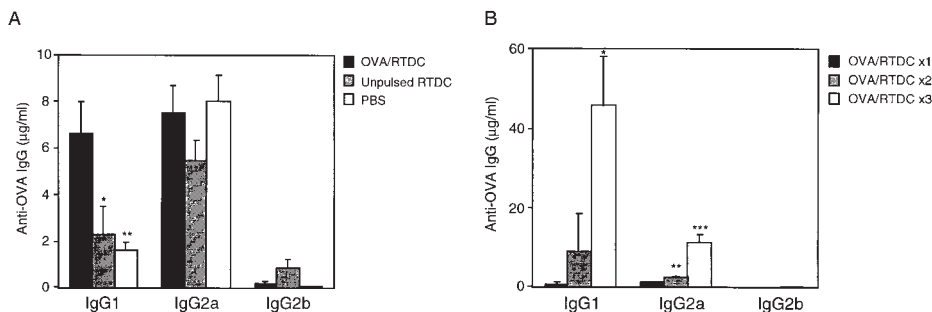 A
Anti-OVA IgG (μg/ml)
10
8
6
4
2
0
*
**
IgG1
IgG2a
IgG2b
OVA/RTDC
Unpulsed RTDC
PBS
B
Anti-OVA IgG (μg/ml)
60
40
20
0
*
**
***
IgG1
IgG2a
IgG2b
OVA/RTDC x1
OVA/RTDC x2
OVA/RTDC x3